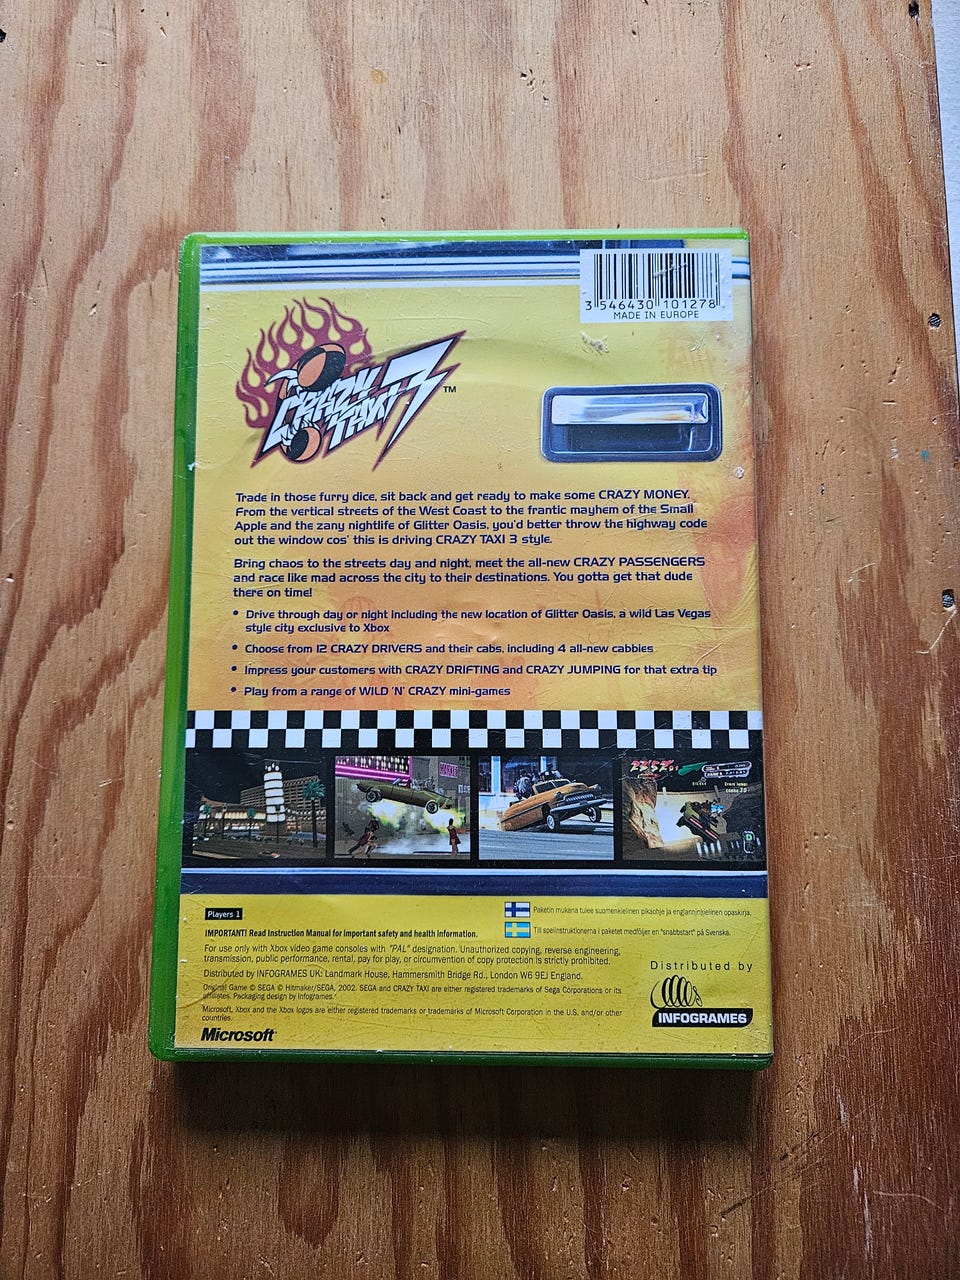 3 546430 101278
MADE IN EUROPE
CRAZY
TAXI 3 ™
Trade in those furry dice, sit back and get ready to make some CRAZY MONEY.
From the vertical streets of the West Coast to the frantic mayhem of the Small
Apple and the zany nightlife of Glitter Oasis, you'd better throw the highway code
out the window cos' this is driving CRAZY TAXI 3 style.
Bring chaos to the streets day and night, meet the all-new CRAZY PASSENGERS
and race like mad across the city to their destinations. You gotta get that dude
there on time!
• Drive through day or night including the new location of Glitter Oasis, a wild Las Vegas
style city exclusive to Xbox
• Choose from 12 CRAZY DRIVERS and their cabs, including 4 all-new cabbies
• Impress your customers with CRAZY DRIFTING and CRAZY JUMPING for that extra tip
• Play from a range of WILD 'N' CRAZY mini-games
Players 1
Paketin mukana tulee suomenkielinen pikaohje ja englanninkielinen opaskirja.
Till spelinstruktionerna i paketet medföljer en "snabbstart" på Svenska.
IMPORTANT! Read Instruction Manual for important safety and health information.
For use only with Xbox video game consoles with "PAL" designation. Unauthorized copying, reverse engineering,
transmission, public performance, rental, pay for play, or circumvention of copy protection is strictly prohibited.
Distributed by INFOGRAMES UK: Landmark House, Hammersmith Bridge Rd., London W6 9EJ England.
Original Game © SEGA © Hitmaker/SEGA, 2002. SEGA and CRAZY TAXI are either registered trademarks of Sega Corporations or its
affiliates. Packaging design by Infogrames.
Microsoft, Xbox and the Xbox logos are either registered trademarks or trademarks of Microsoft Corporation in the U.S. and/or other
countries.
Microsoft
Distributed by
INFOGRAMES